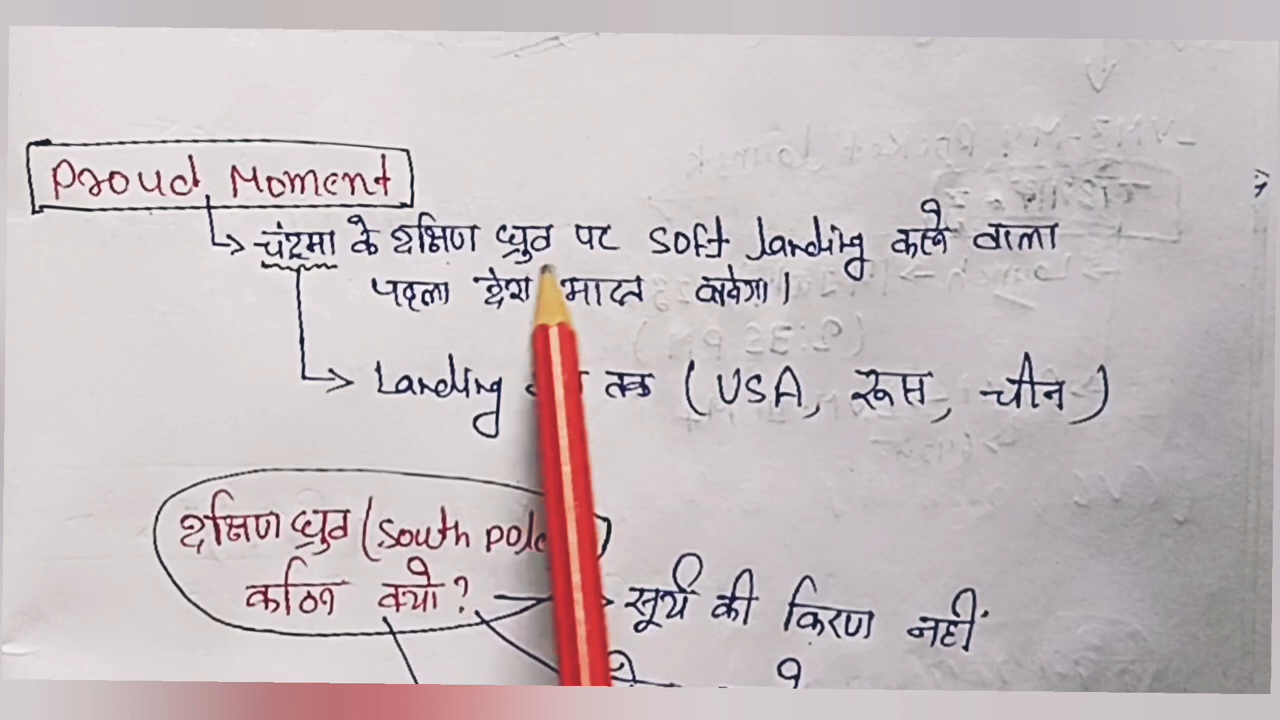 Proud Moment
चंद्रमा के दक्षिण ध्रुव पर soft landing करने वाला
पहला देश भारत बनेगा।
Landing तक (USA, रूस, चीन)
दक्षिण ध्रुव (South pole
कठिन क्यो?
सूर्य की किरण नहीं